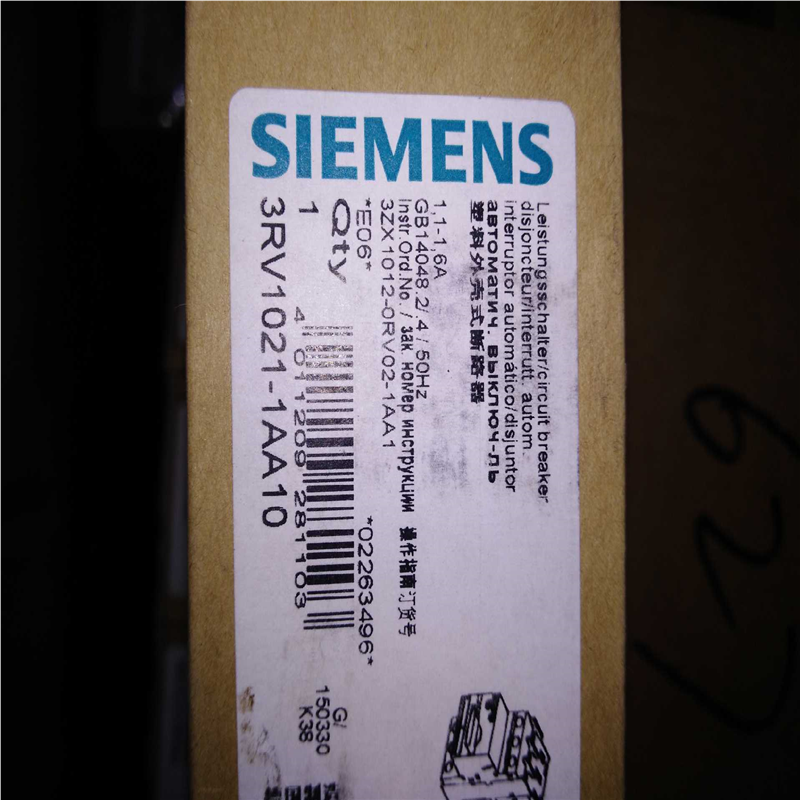 SIEMENS
Leistungsschalter/circuit breaker
disjoncteur/interrutt. autom.
interruptor automático/disjuntor
автоматич. выключ-ль
塑料外壳式断路器
1,1-1,6A
GB14048.2/ 4 / 50Hz
Instr.Ord.No. / Зак. номер инструкции 操作指南订货号
3ZX1012-0RV02-1AA1
*E06* *02263496*
Qty
1
4 011209 281103
3RV1021-1AA10
G/
150330
K38